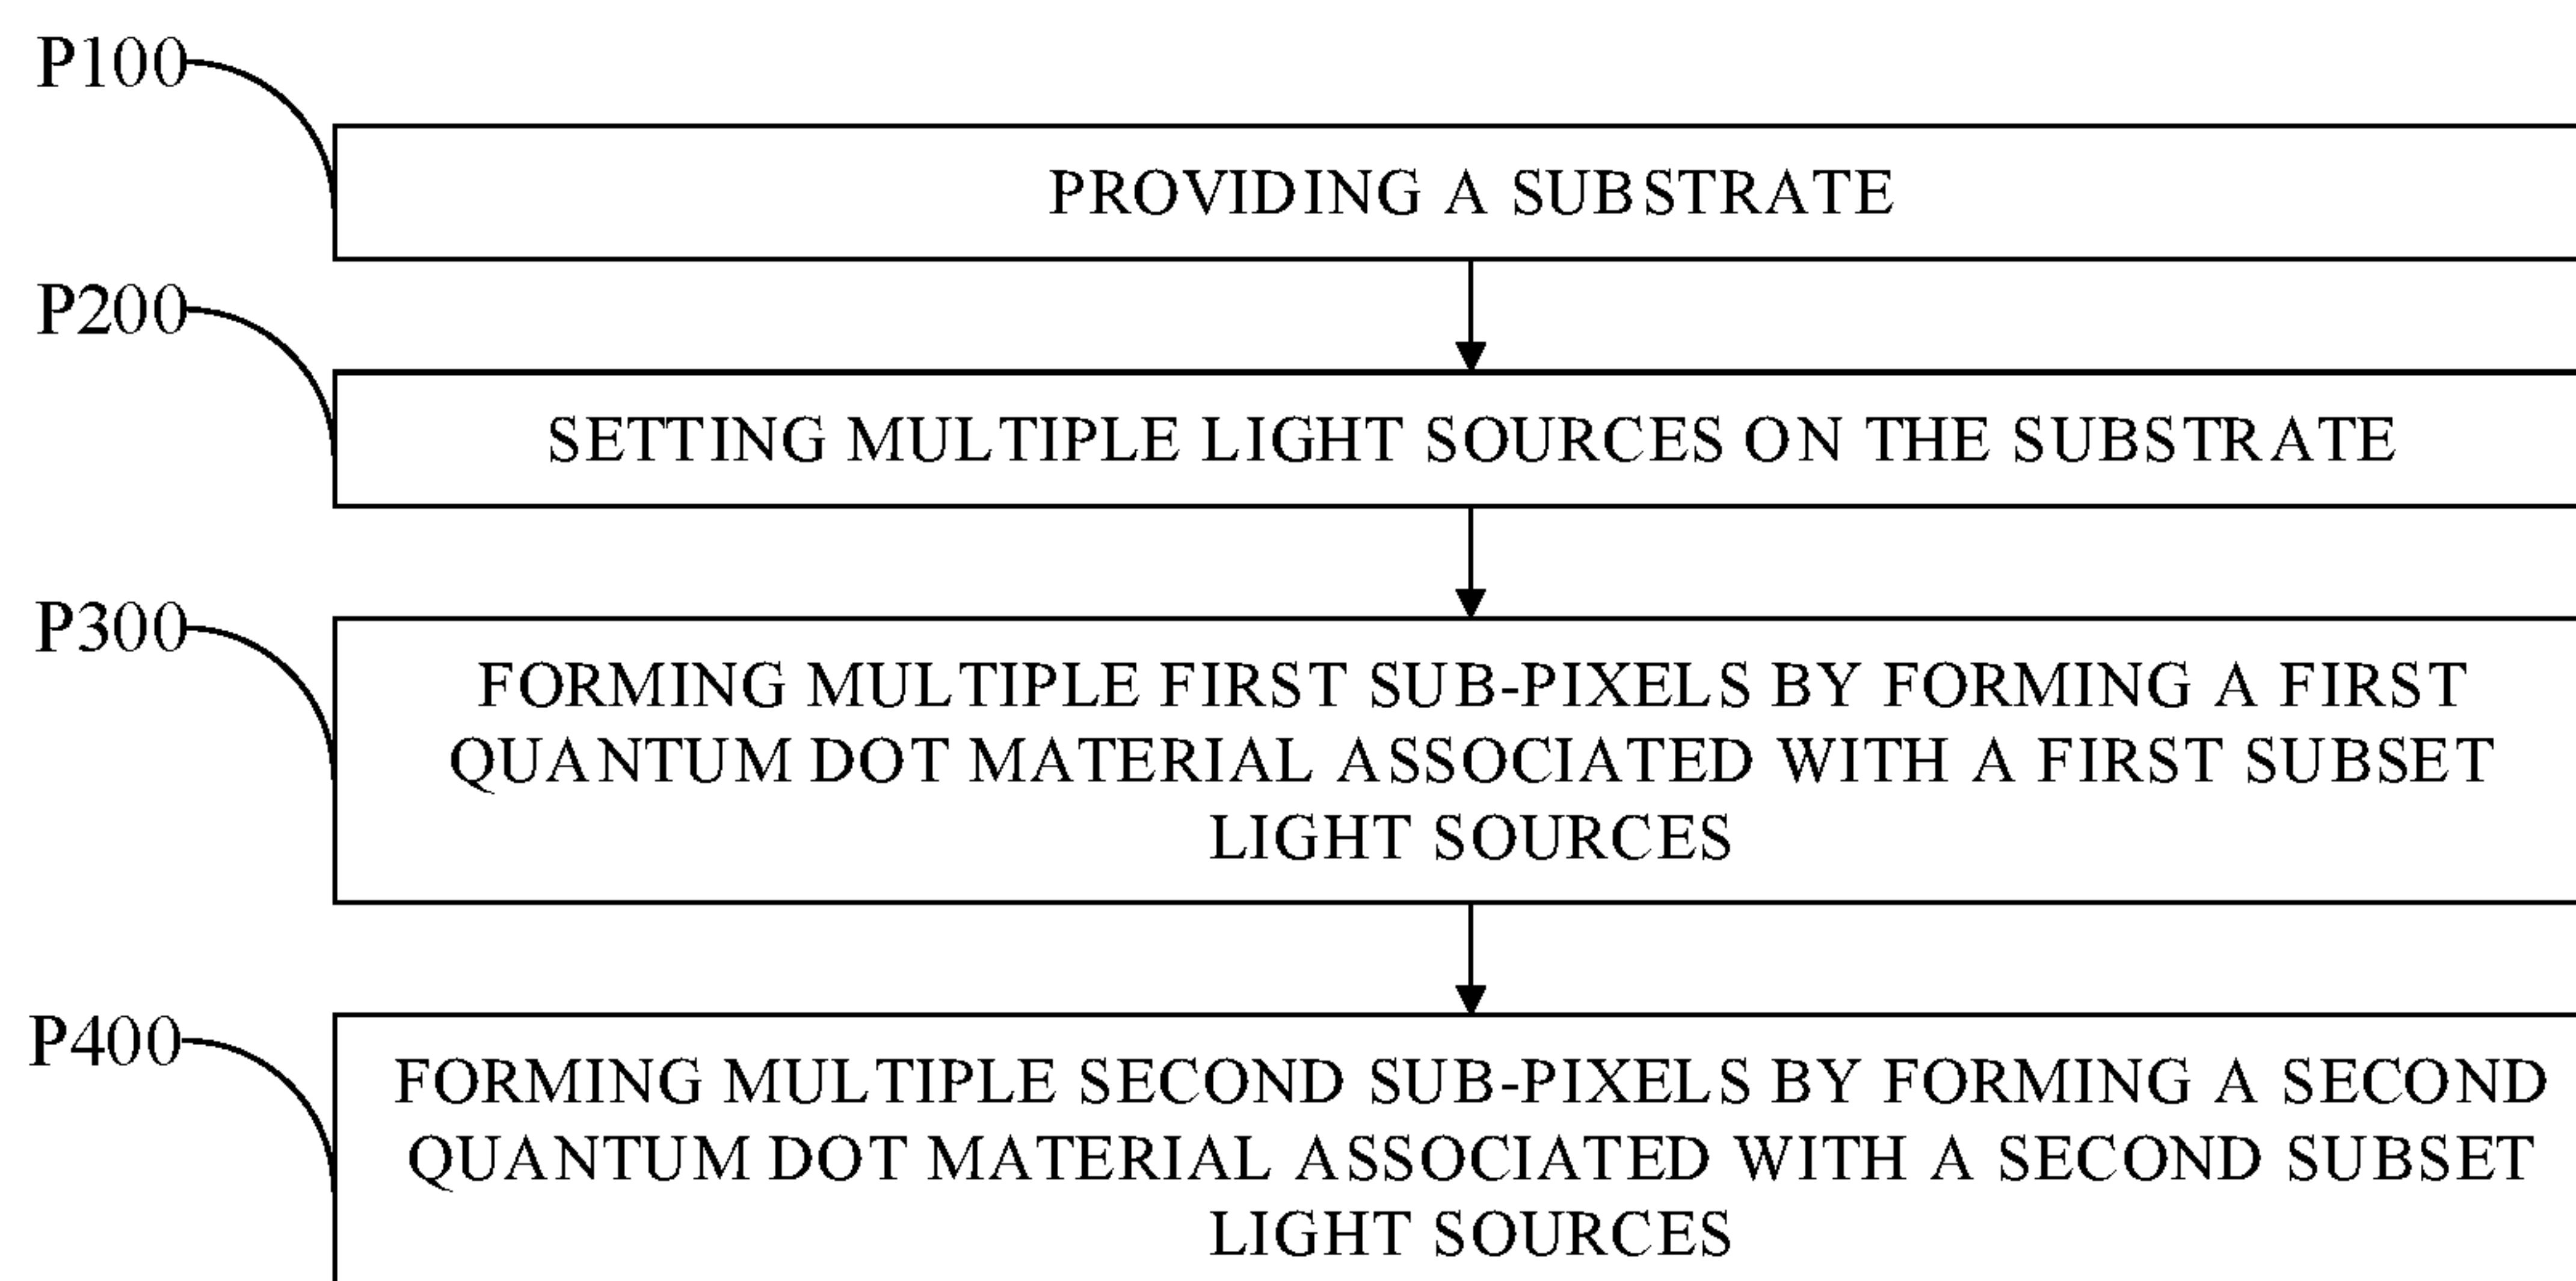 P100
PROVIDING A SUBSTRATE
P200
SETTING MULTIPLE LIGHT SOURCES ON THE SUBSTRATE
P300
FORMING MULTIPLE FIRST SUB-PIXELS BY FORMING A FIRST
QUANTUM DOT MATERIAL ASSOCIATED WITH A FIRST SUBSET
LIGHT SOURCES
P400
FORMING MULTIPLE SECOND SUB-PIXELS BY FORMING A SECOND
QUANTUM DOT MATERIAL ASSOCIATED WITH A SECOND SUBSET
LIGHT SOURCES